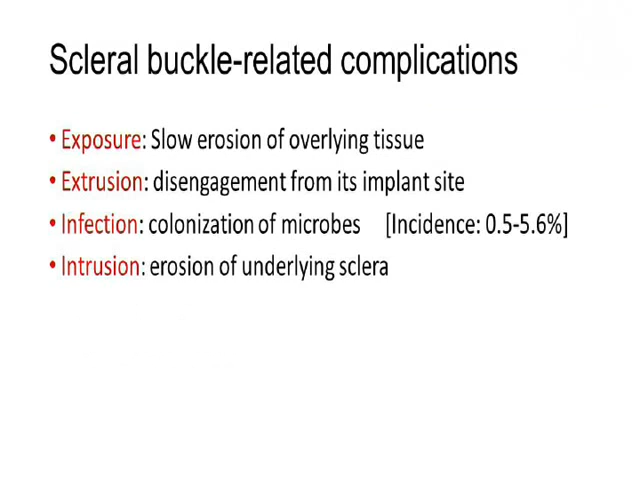 Scleral buckle-related complications
• Exposure: Slow erosion of overlying tissue
• Extrusion: disengagement from its implant site
• Infection: colonization of microbes [Incidence: 0.5-5.6%]
• Intrusion: erosion of underlying sclera